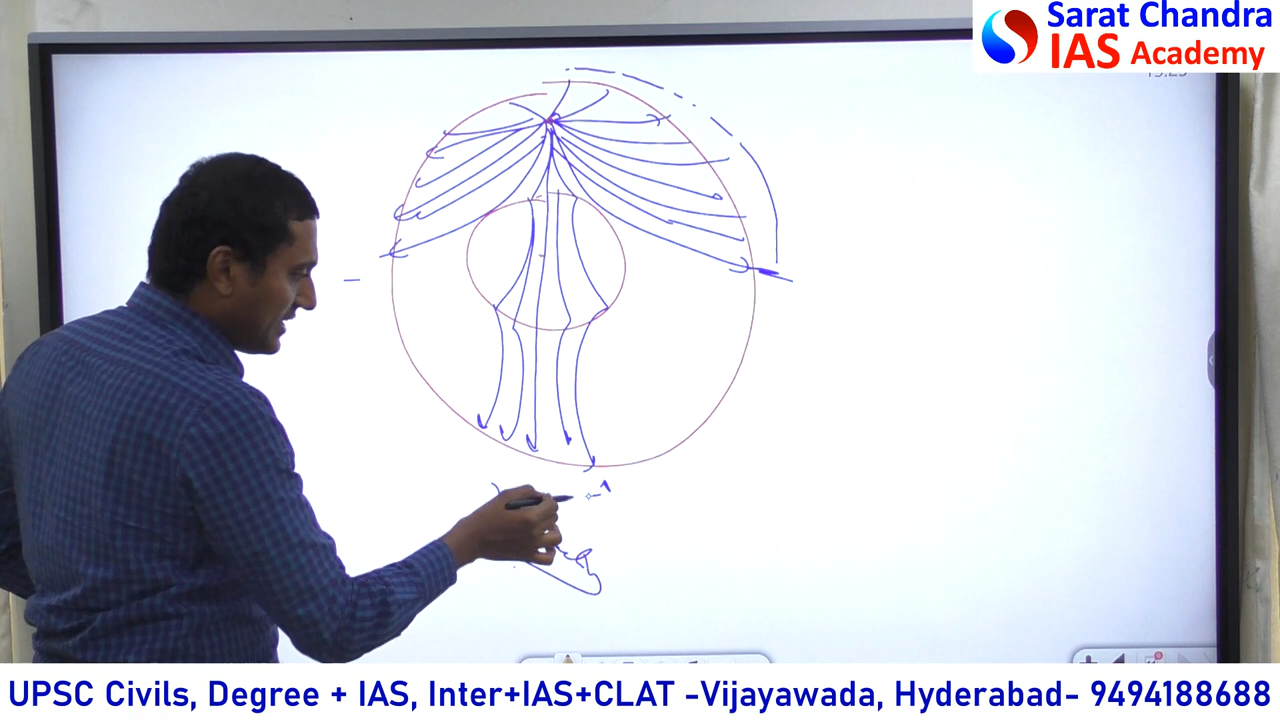 Sarat Chandra
IAS Academy
UPSC Civils, Degree + IAS, Inter+IAS+CLAT -Vijayawada, Hyderabad- 9494188688